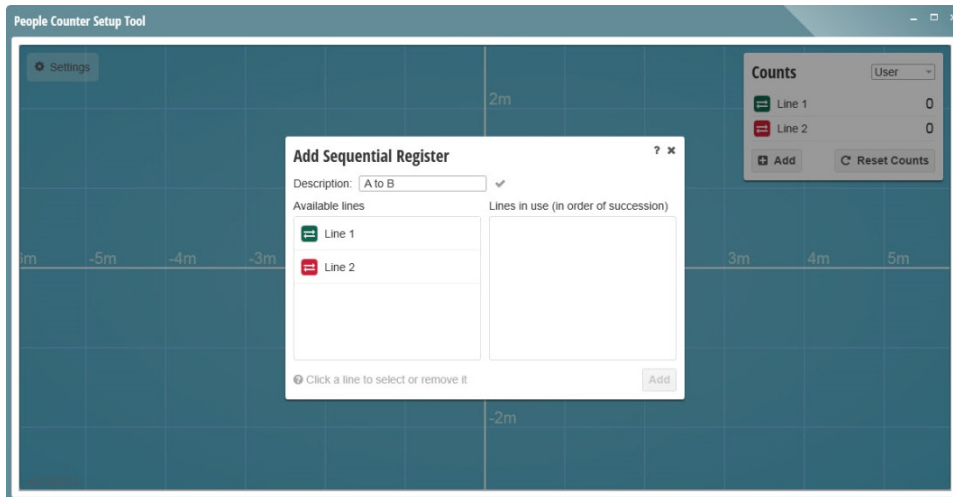 People Counter Setup Tool
Settings
Counts
User
Line 1 0
Line 2 0
Add
Reset Counts
2m
Add Sequential Register
? ×
Description: A to B
Available lines
Lines in use (in order of succession)
Line 1
Line 2
Click a line to select or remove it
Add
-5m -4m -3m 3m 4m 5m
-2m